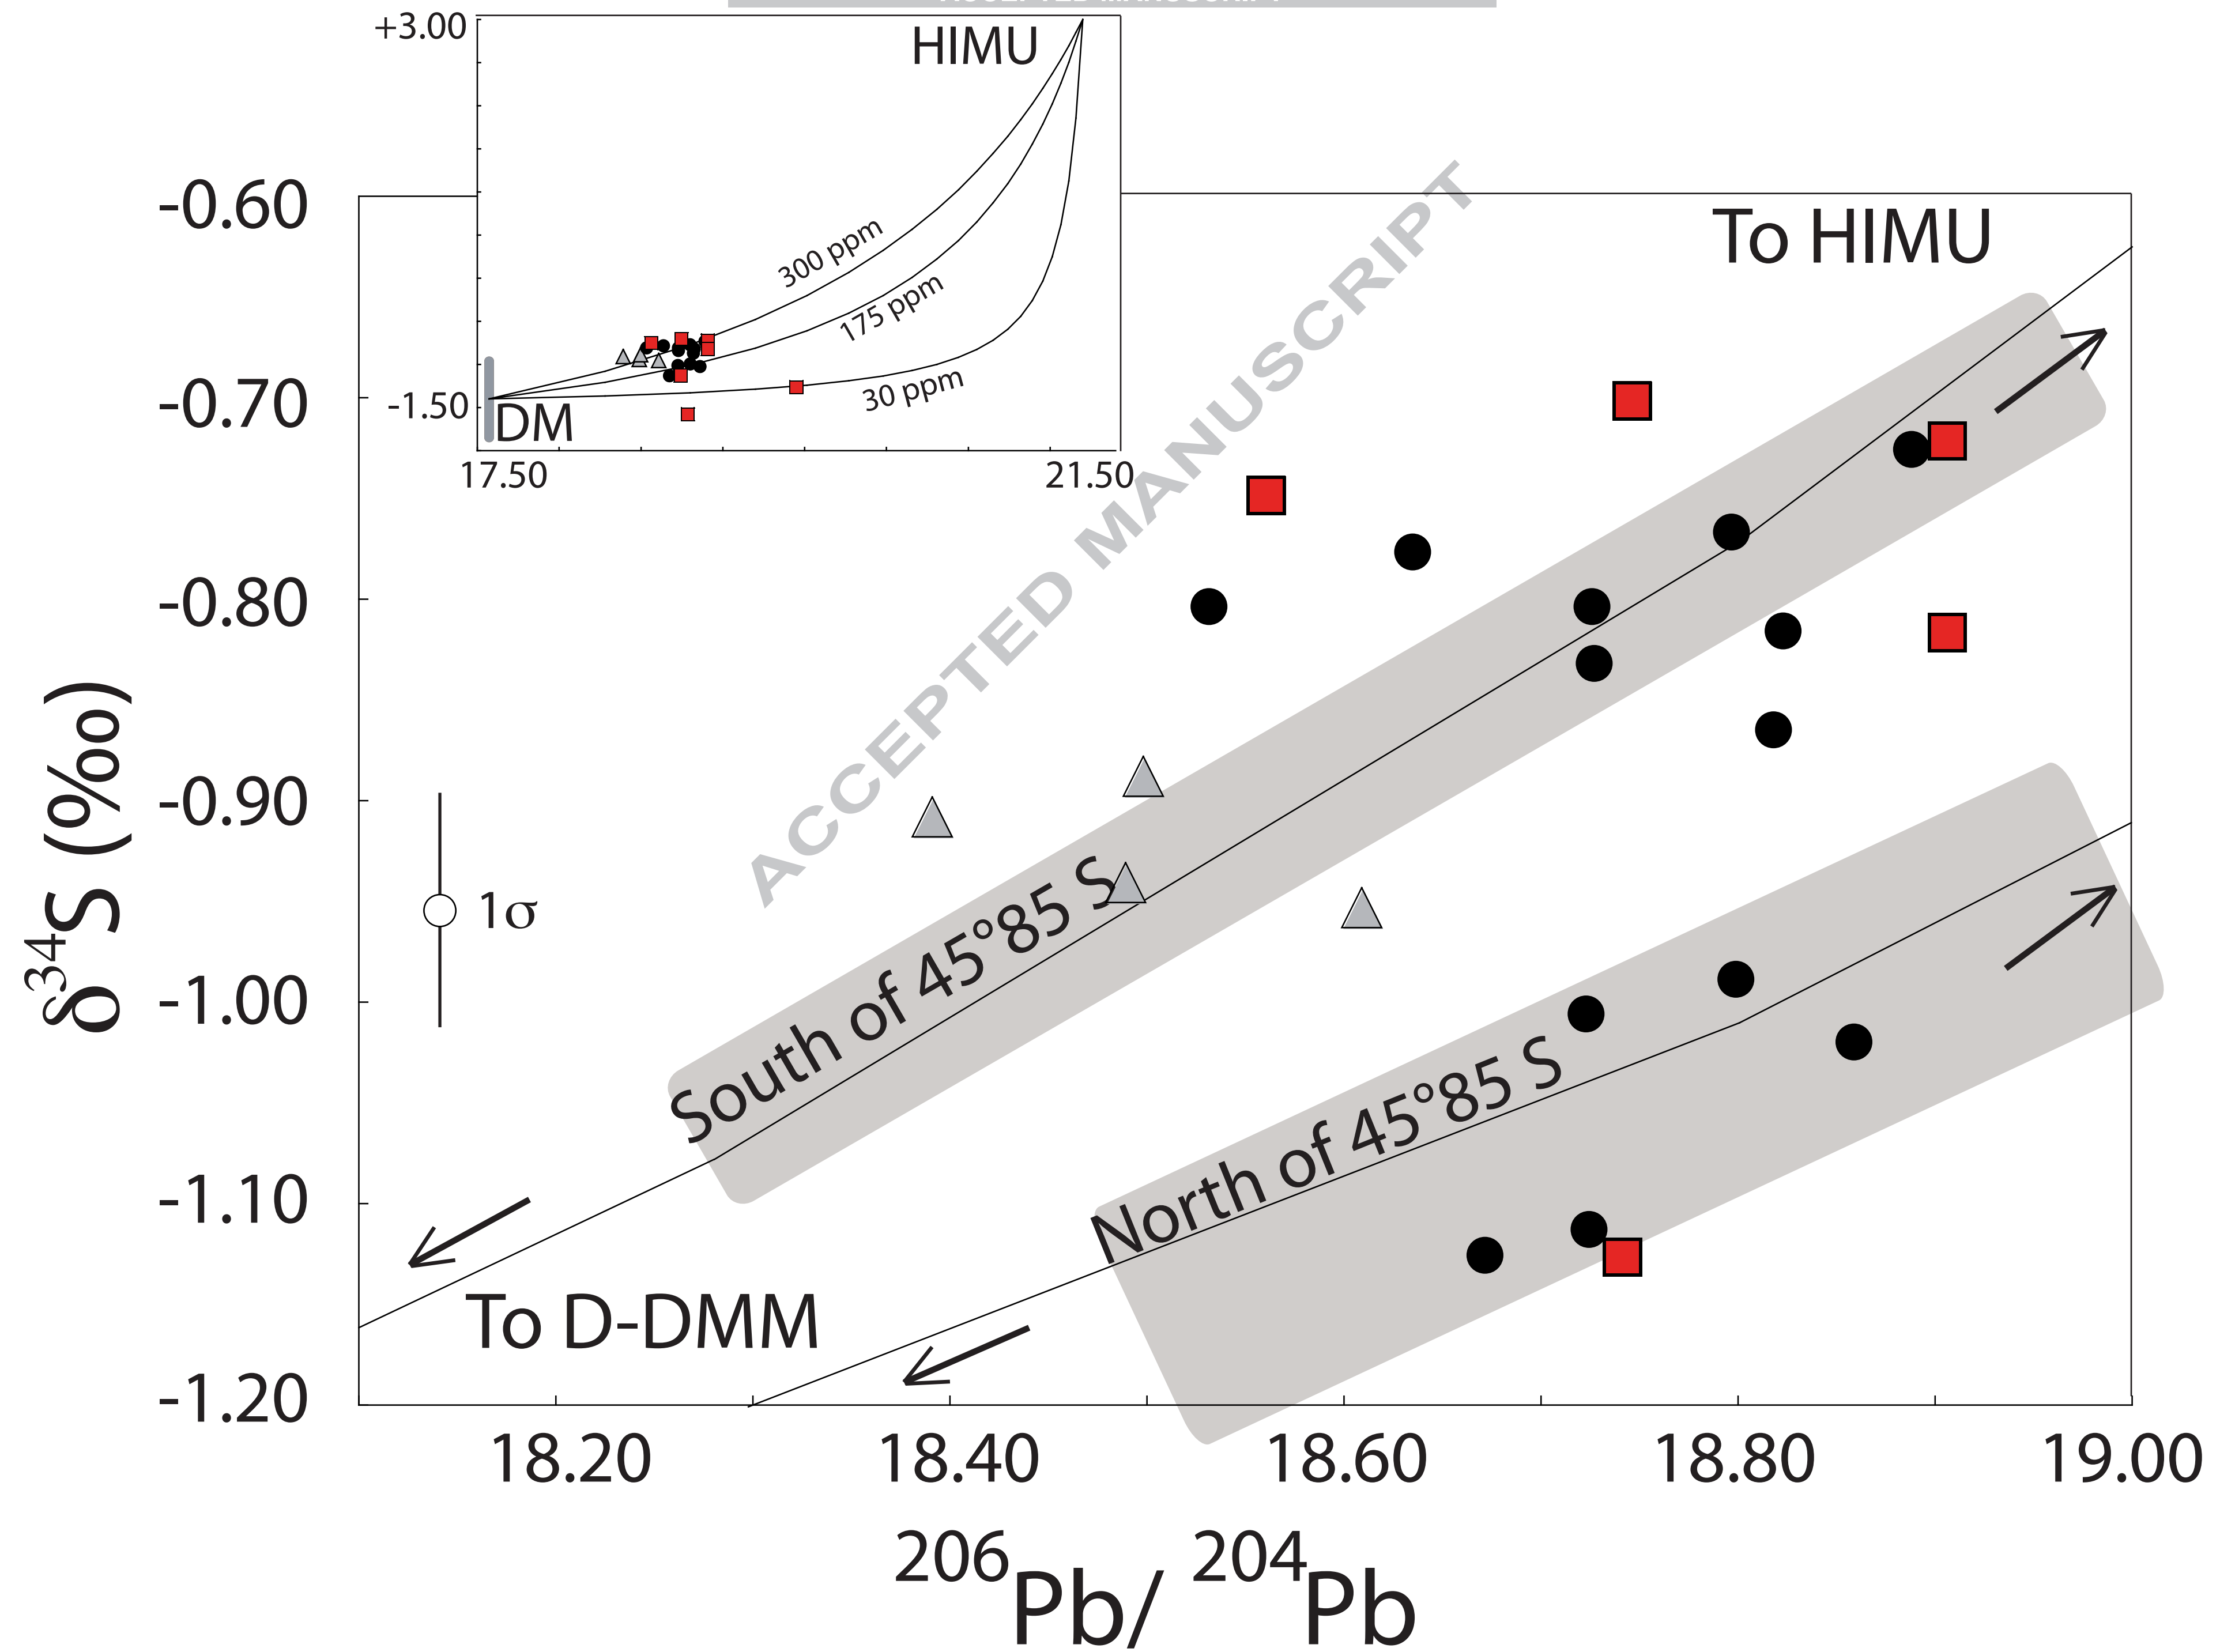 ACCEPTED MANUSCRIPT
+3.00
HIMU
300 ppm
175 ppm
30 ppm
-1.50
DM
17.50
21.50
-0.60
-0.70
-0.80
-0.90
-1.00
-1.10
-1.20
δ34S (‰)
To HIMU
ACCEPTED MANUSCRIPT
1σ
South of 45°85 S
North of 45°85 S
To D-DMM
18.20
18.40
18.60
18.80
19.00
206Pb/ 204Pb